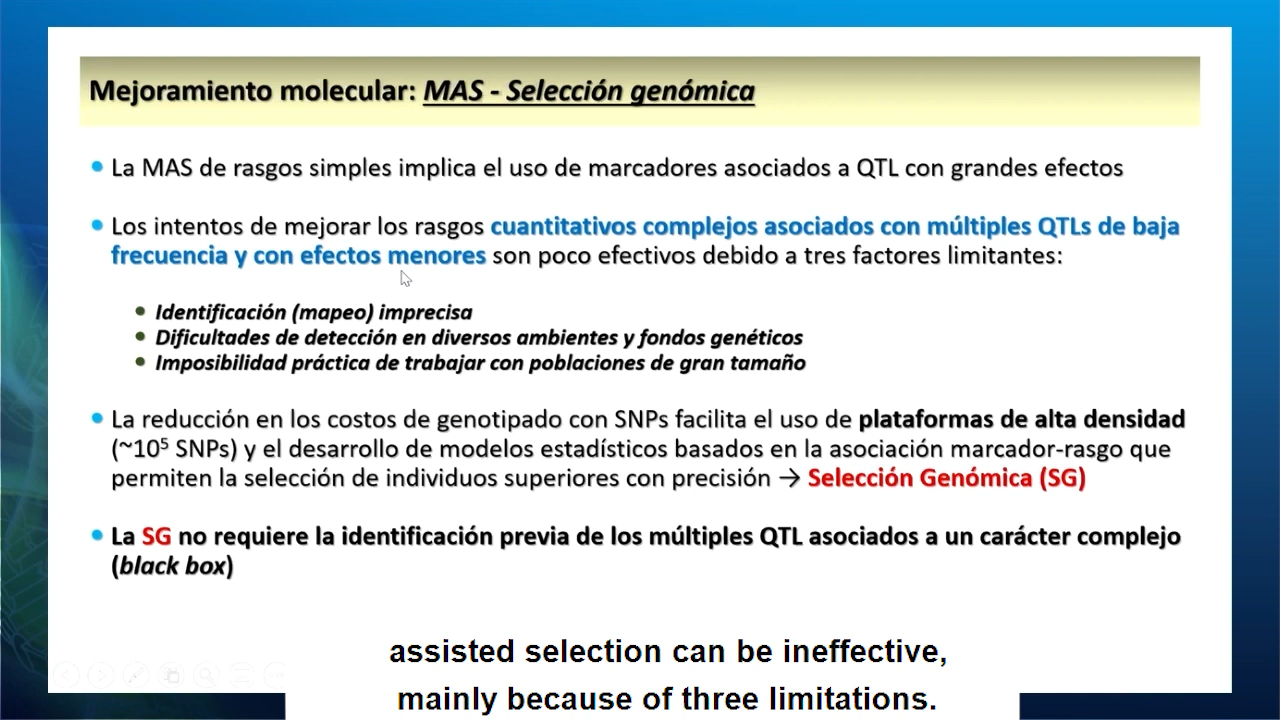 Mejoramiento molecular: MAS - Selección genómica
• La MAS de rasgos simples implica el uso de marcadores asociados a QTL con grandes efectos
• Los intentos de mejorar los rasgos cuantitativos complejos asociados con múltiples QTLs de baja
frecuencia y con efectos menores son poco efectivos debido a tres factores limitantes:
• Identificación (mapeo) imprecisa
• Dificultades de detección en diversos ambientes y fondos genéticos
• Imposibilidad práctica de trabajar con poblaciones de gran tamaño
• La reducción en los costos de genotipado con SNPs facilita el uso de plataformas de alta densidad
(~10⁵ SNPs) y el desarrollo de modelos estadísticos basados en la asociación marcador-rasgo que
permiten la selección de individuos superiores con precisión → Selección Genómica (SG)
• La SG no requiere la identificación previa de los múltiples QTL asociados a un carácter complejo
(black box)
assisted selection can be ineffective,
mainly because of three limitations.